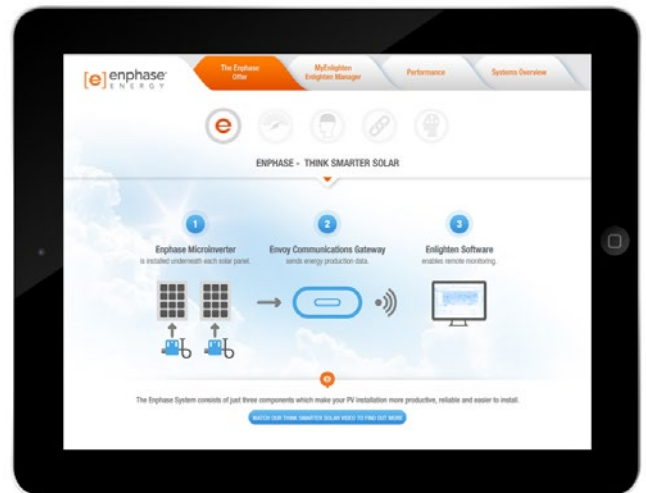 [e] enphase
ENERGY
The Enphase
Offer
MyEnlighten
Enlighten Manager
Performance
Systems Overview
e
ENPHASE - THINK SMARTER SOLAR
1
2
3
Enphase Microinverter
is installed underneath each solar panel.
Envoy Communications Gateway
sends energy production data.
Enlighten Software
enables remote monitoring.
e
The Enphase System consists of just three components which make your PV installation more productive, reliable and easier to install.
WATCH OUR THINK SMARTER SOLAR VIDEO TO FIND OUT MORE